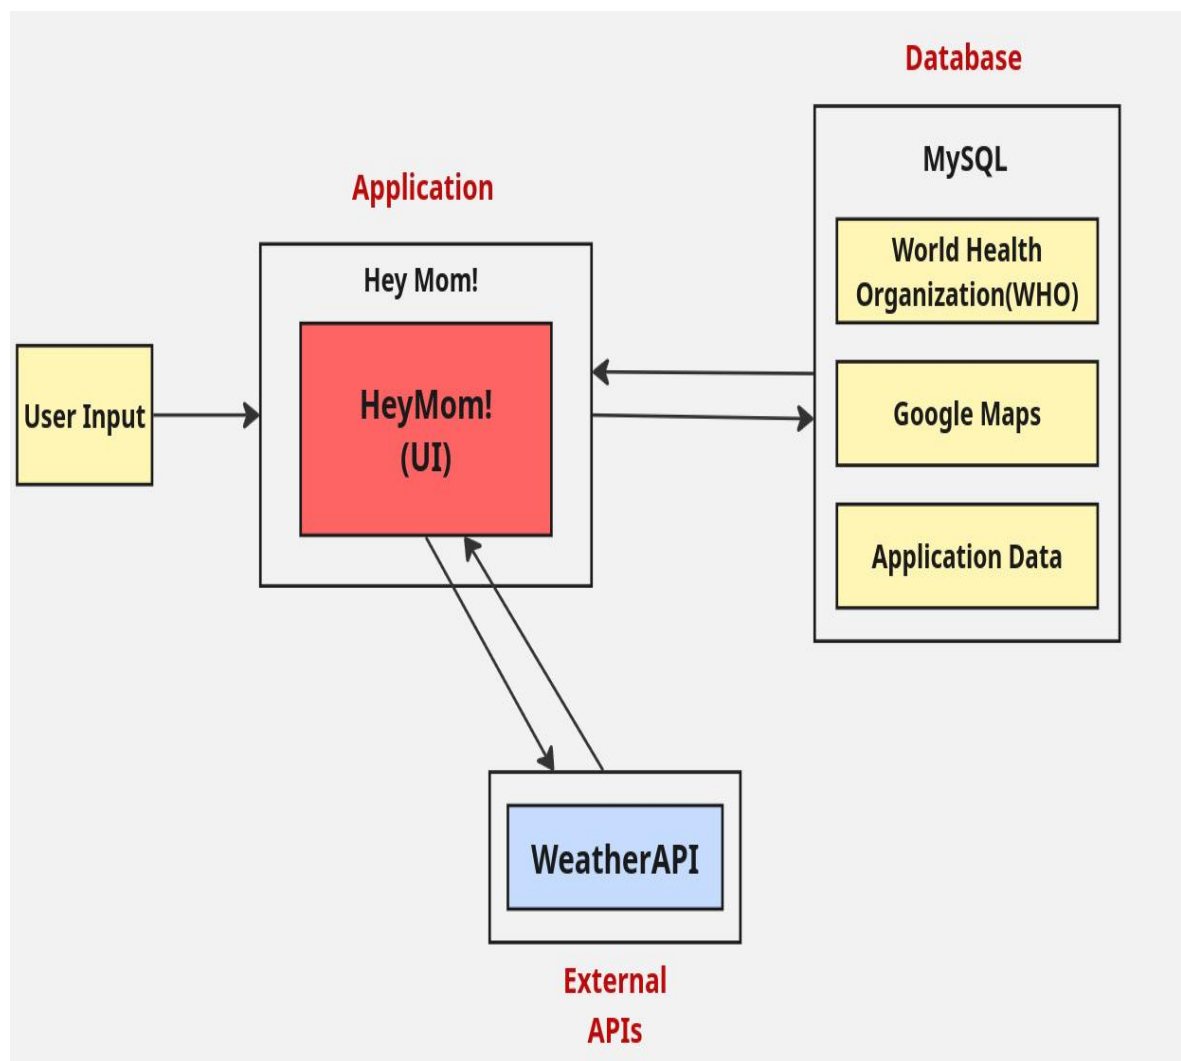 Database
MySQL
World Health
Organization(WHO)
Google Maps
Application Data
Application
Hey Mom!
HeyMom!
(UI)
User Input
WeatherAPI
External
APIs